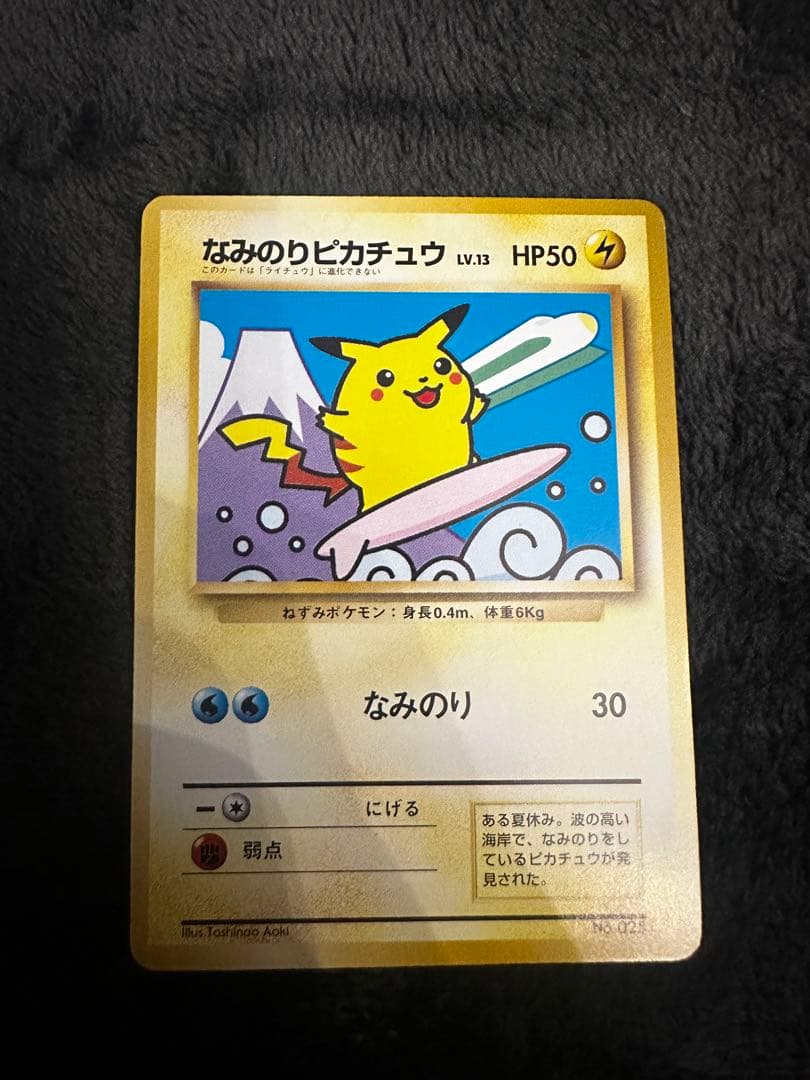 なみのりピカチュウ LV.13 HP50
このカードは「ライチュウ」に進化できない
ねずみポケモン:身長0.4m、体重6Kg
なみのり 30
にげる
弱点
ある夏休み。波の高い
海岸で、なみのりをし
ているピカチュウが発
見された。
Illus.Toshinao Aoki
No.025